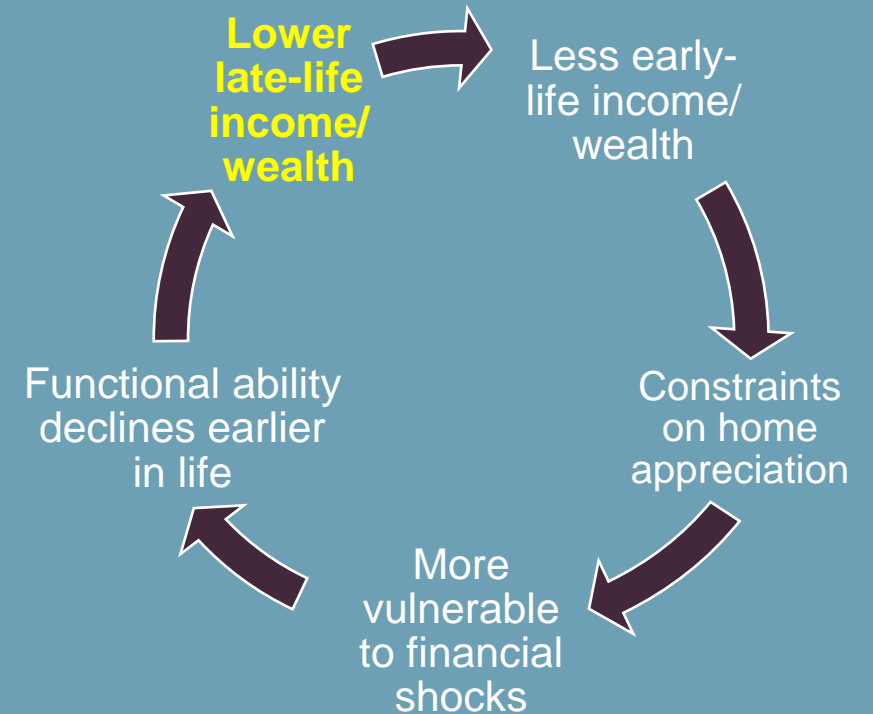 Lower
late-life
income/
wealth
Less early-
life income/
wealth
Constraints
on home
appreciation
More
vulnerable
to financial
shocks
Functional ability
declines earlier
in life